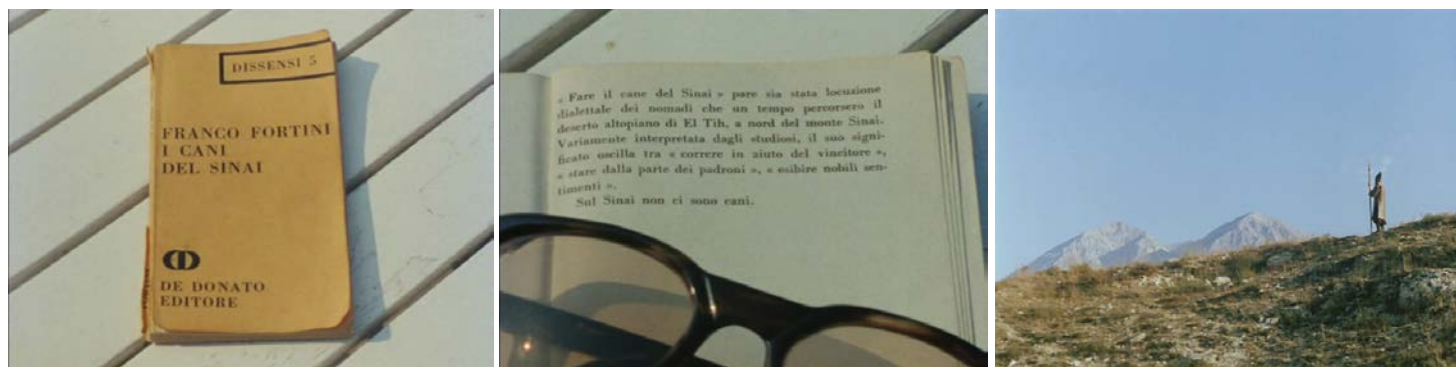 DISSENSI 5
FRANCO FORTINI
I CANI
DEL SINAI
DE DONATO
EDITORE
« Fare il cane del Sinai » pare sia stata locuzione
dialettale dei nomadi che un tempo percorsero il
deserto altopiano di El Tih, a nord del monte Sinai.
Variamente interpretata dagli studiosi, il suo signi-
ficato oscilla tra « correre in aiuto del vincitore »,
« stare dalla parte dei padroni », « esibire nobili sen-
timenti ».
Sul Sinai non ci sono cani.